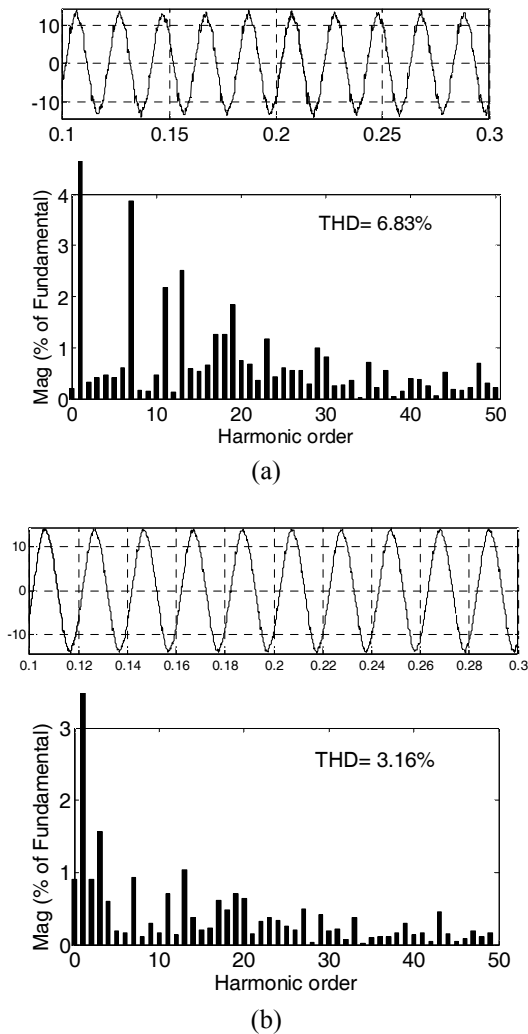 10
0
-10
0.1 0.15 0.2 0.25 0.3
4
3
2
1
0
Mag (% of Fundamental)
THD= 6.83%
0 10 20 30 40 50
Harmonic order
(a)
10
0
-10
0.1 0.12 0.14 0.16 0.18 0.2 0.22 0.24 0.26 0.28 0.3
3
2
1
0
Mag (% of Fundamental)
THD= 3.16%
0 10 20 30 40 50
Harmonic order
(b)